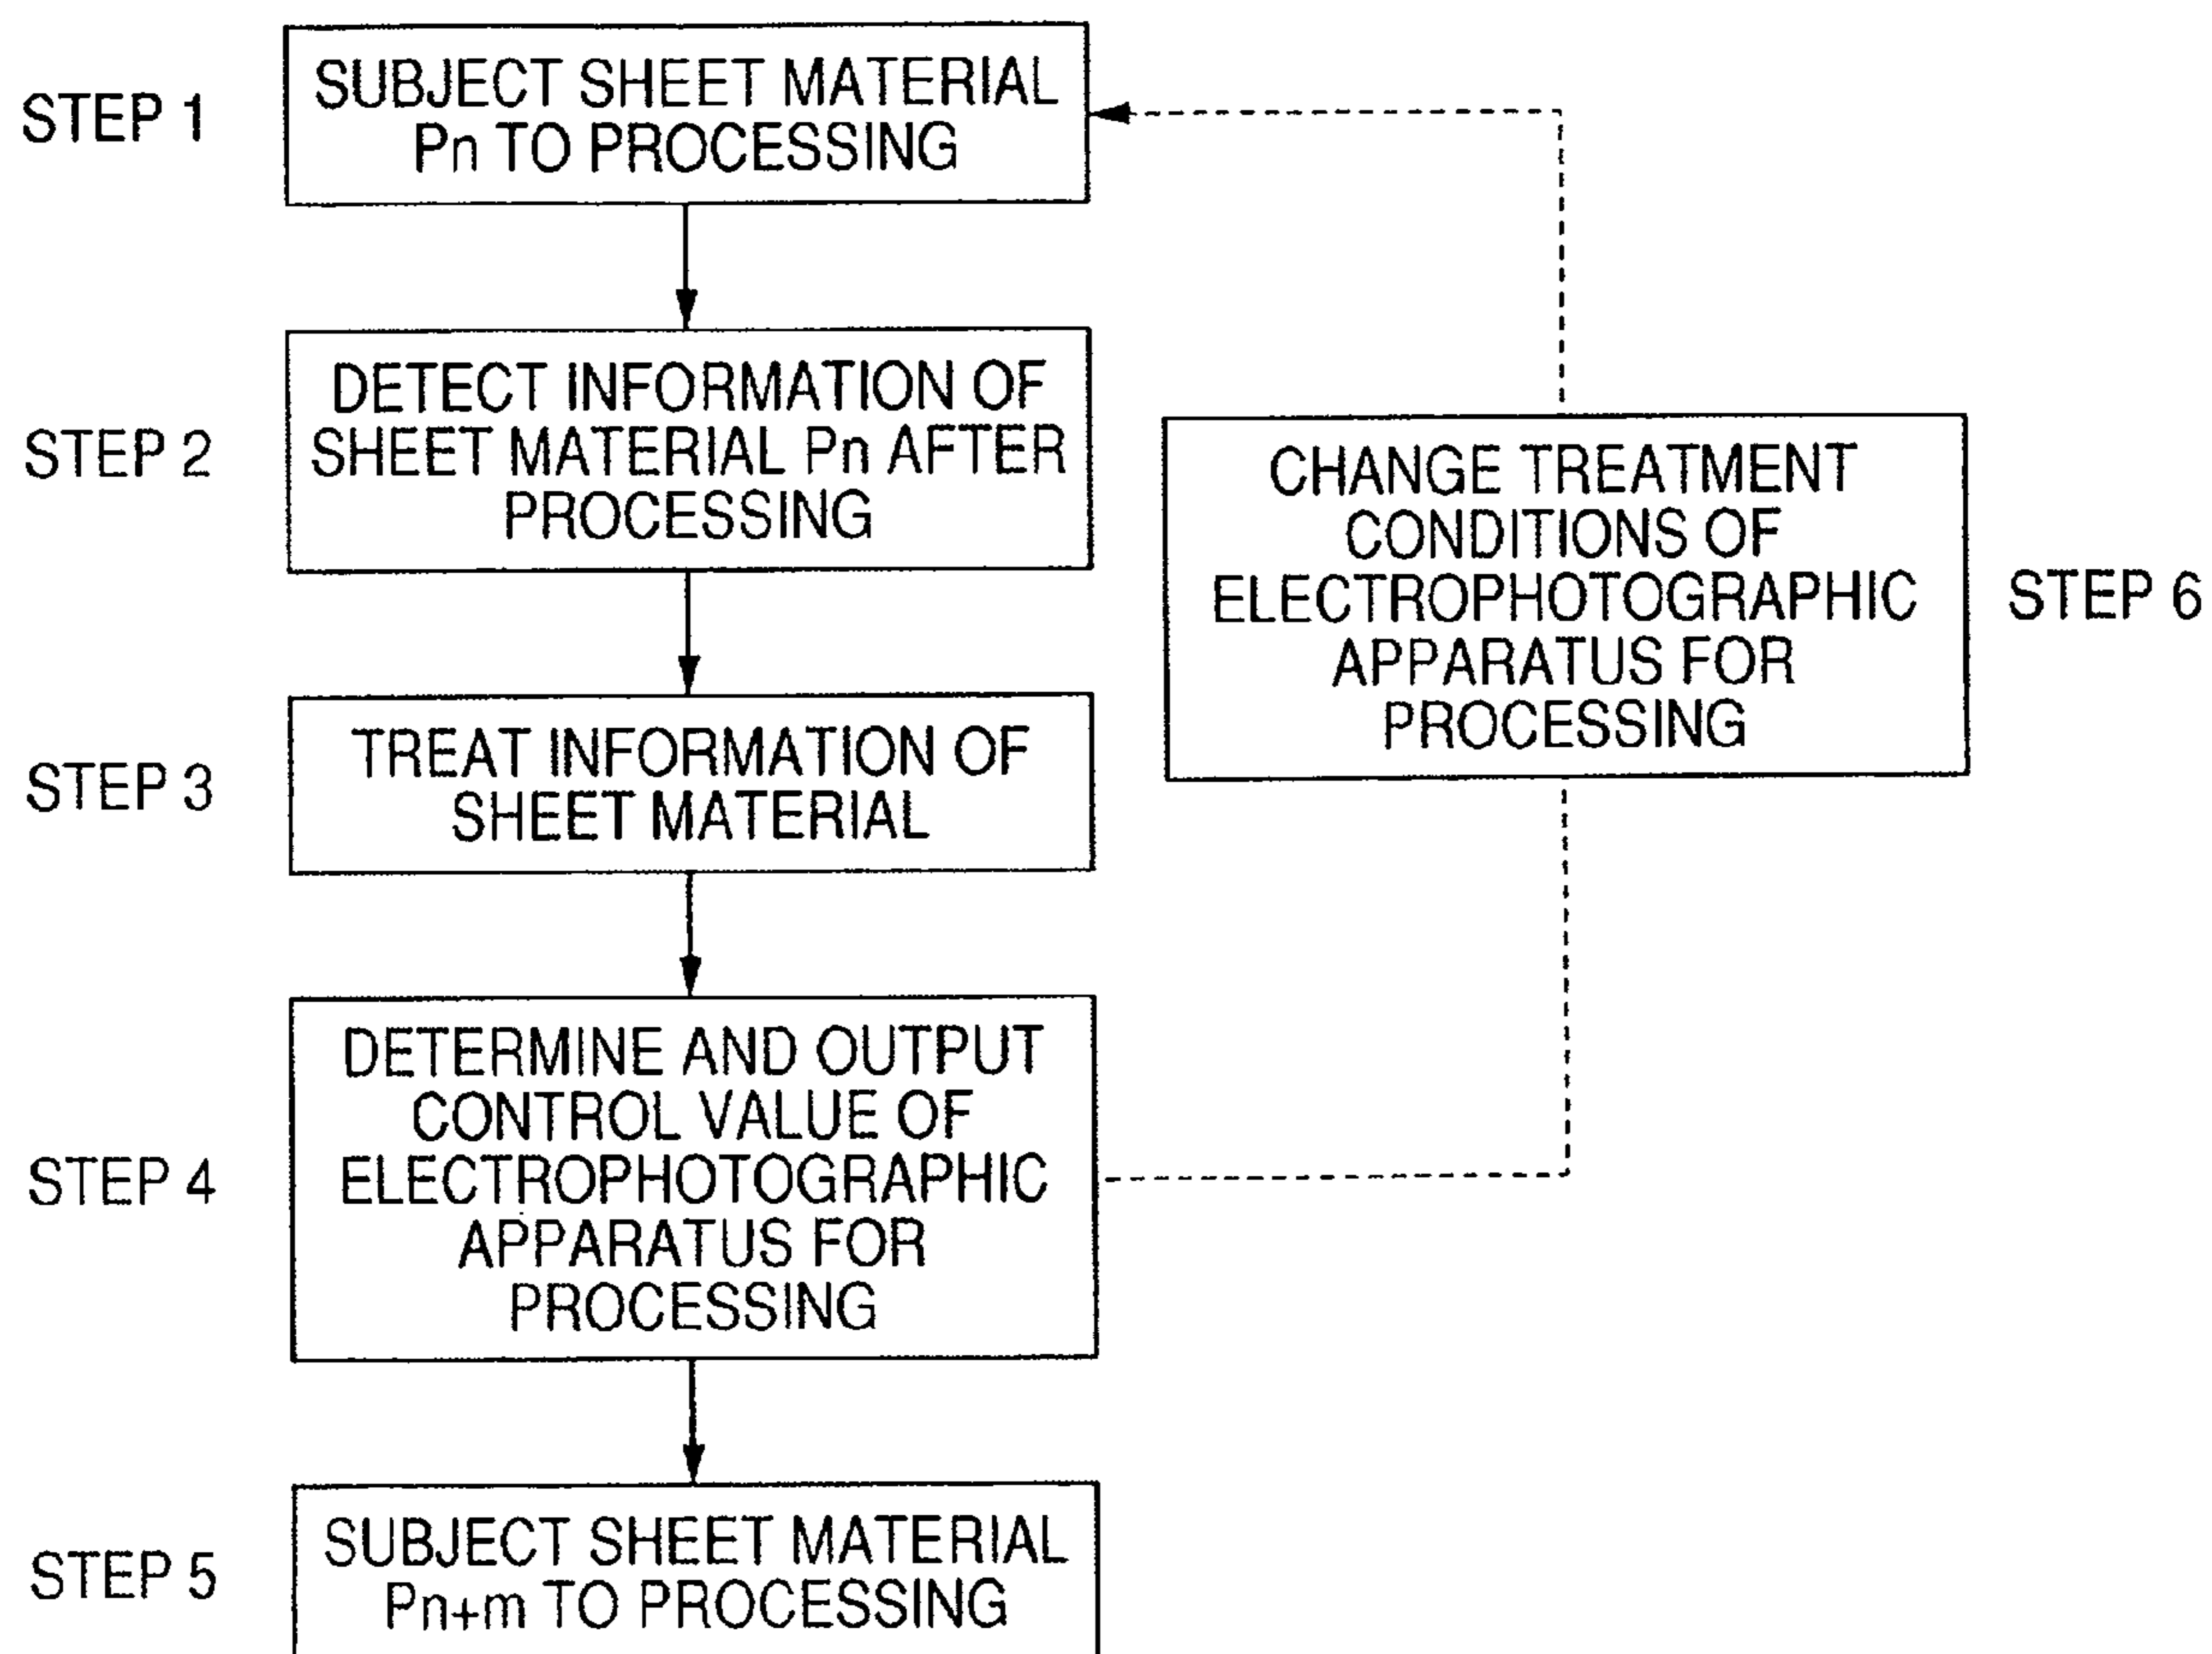 STEP 1
SUBJECT SHEET MATERIAL
Pn TO PROCESSING
STEP 2
DETECT INFORMATION OF
SHEET MATERIAL Pn AFTER
PROCESSING
STEP 3
TREAT INFORMATION OF
SHEET MATERIAL
STEP 4
DETERMINE AND OUTPUT
CONTROL VALUE OF
ELECTROPHOTOGRAPHIC
APPARATUS FOR
PROCESSING
STEP 5
SUBJECT SHEET MATERIAL
Pn+m TO PROCESSING
CHANGE TREATMENT
CONDITIONS OF
ELECTROPHOTOGRAPHIC
APPARATUS FOR
PROCESSING
STEP 6